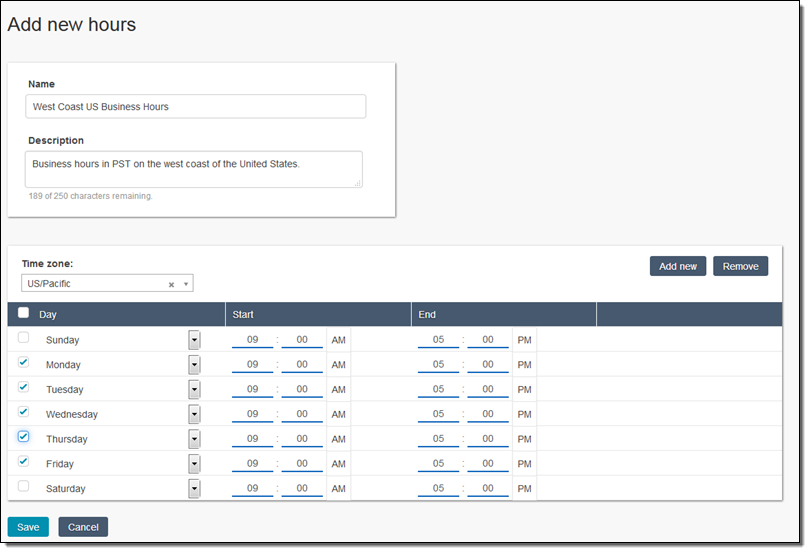 Add new hours
Name
West Coast US Business Hours
Description
Business hours in PST on the west coast of the United States.
189 of 250 characters remaining.
Time zone:
US/Pacific
Add new Remove
Day Start End
Sunday 09 : 00 AM 05 : 00 PM
Monday 09 : 00 AM 05 : 00 PM
Tuesday 09 : 00 AM 05 : 00 PM
Wednesday 09 : 00 AM 05 : 00 PM
Thursday 09 : 00 AM 05 : 00 PM
Friday 09 : 00 AM 05 : 00 PM
Saturday 09 : 00 AM 05 : 00 PM
Save Cancel